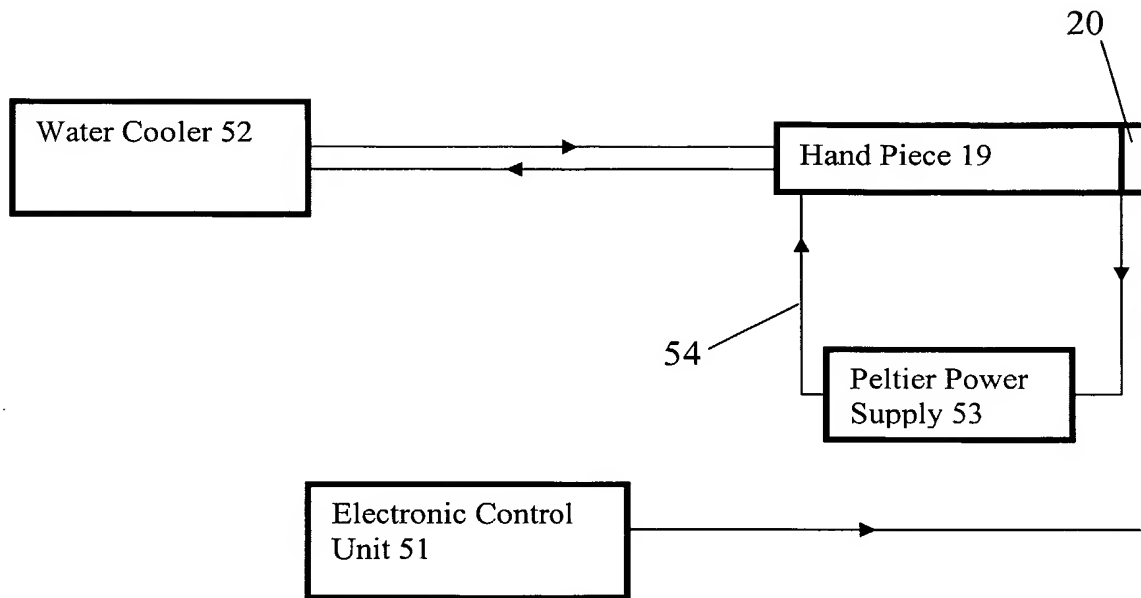 20
Water Cooler 52
Hand Piece 19
54
Peltier Power
Supply 53
Electronic Control
Unit 51